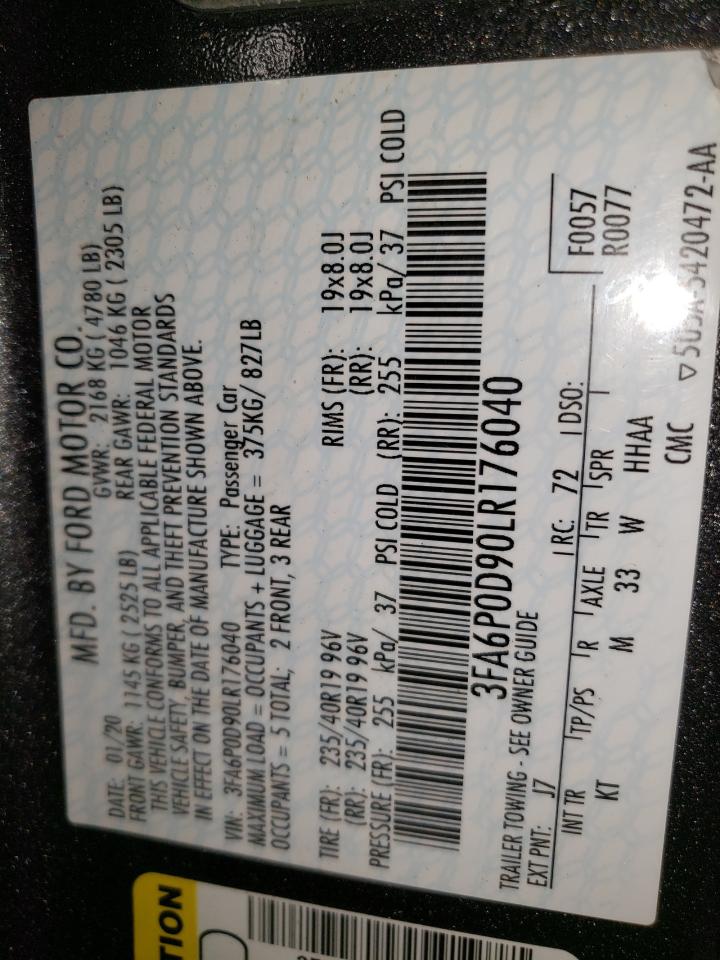 MFD. BY FORD MOTOR CO.
DATE: 01/20 GVWR: 2168 KG ( 4780 LB)
FRONT GAWR: 1145 KG ( 2525 LB) REAR GAWR: 1046 KG ( 2305 LB)
THIS VEHICLE CONFORMS TO ALL APPLICABLE FEDERAL MOTOR
VEHICLE SAFETY, BUMPER, AND THEFT PREVENTION STANDARDS
IN EFFECT ON THE DATE OF MANUFACTURE SHOWN ABOVE.
VIN: 3FA6P0D90LR176040 TYPE: Passenger Car
MAXIMUM LOAD = OCCUPANTS + LUGGAGE = 375KG/ 827LB
OCCUPANTS = 5 TOTAL; 2 FRONT, 3 REAR
TIRE (FR): 235/40R19 96V RIMS (FR): 19x8.0J
(RR): 235/40R19 96V (RR): 19x8.0J
PRESSURE (FR): 255 kPa/ 37 PSI COLD (RR): 255 kPa/ 37 PSI COLD
3FA6P0D90LR176040
TRAILER TOWING - SEE OWNER GUIDE
EXT PNT: J7 RC: 72 DSO: F0057
R0077
INT TR TP/PS R AXLE TR SPR
KT M 33 W HHAA
CMC
TION